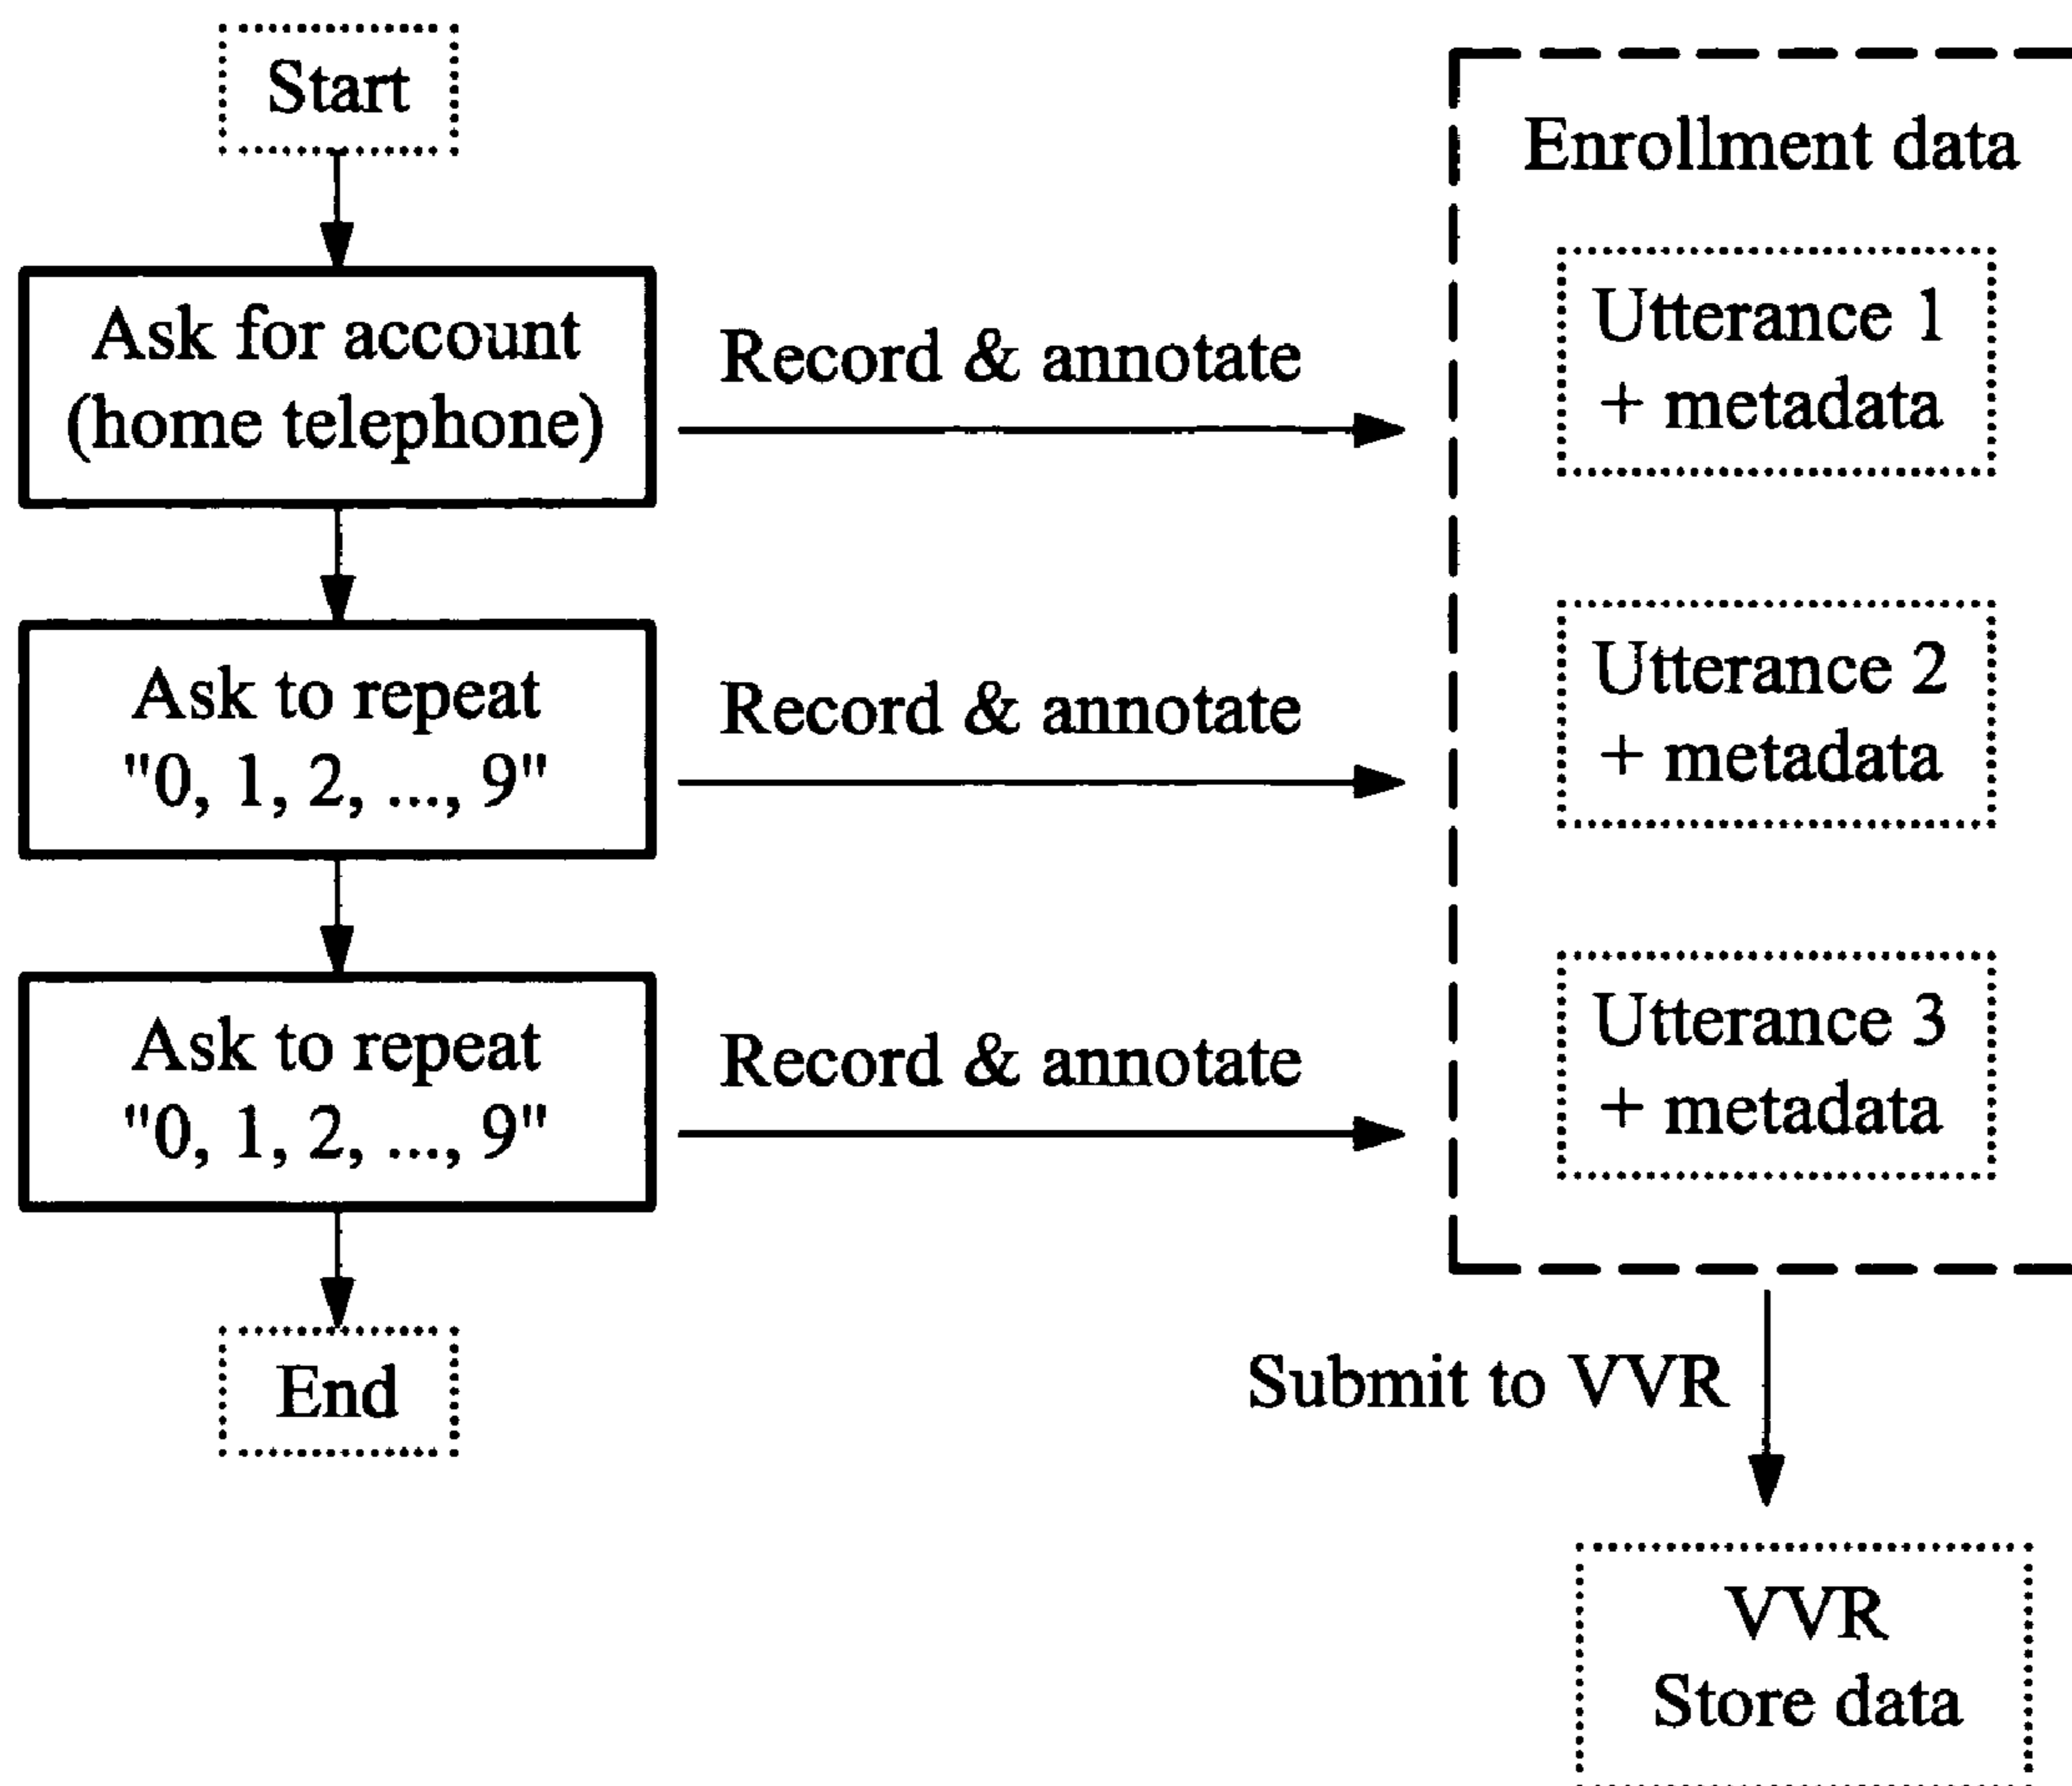 Start
Ask for account
(home telephone)
Record & annotate
Ask to repeat
"0, 1, 2, ..., 9"
Record & annotate
Ask to repeat
"0, 1, 2, ..., 9"
Record & annotate
End
Enrollment data
Utterance 1
+ metadata
Utterance 2
+ metadata
Utterance 3
+ metadata
Submit to VVR
VVR
Store data